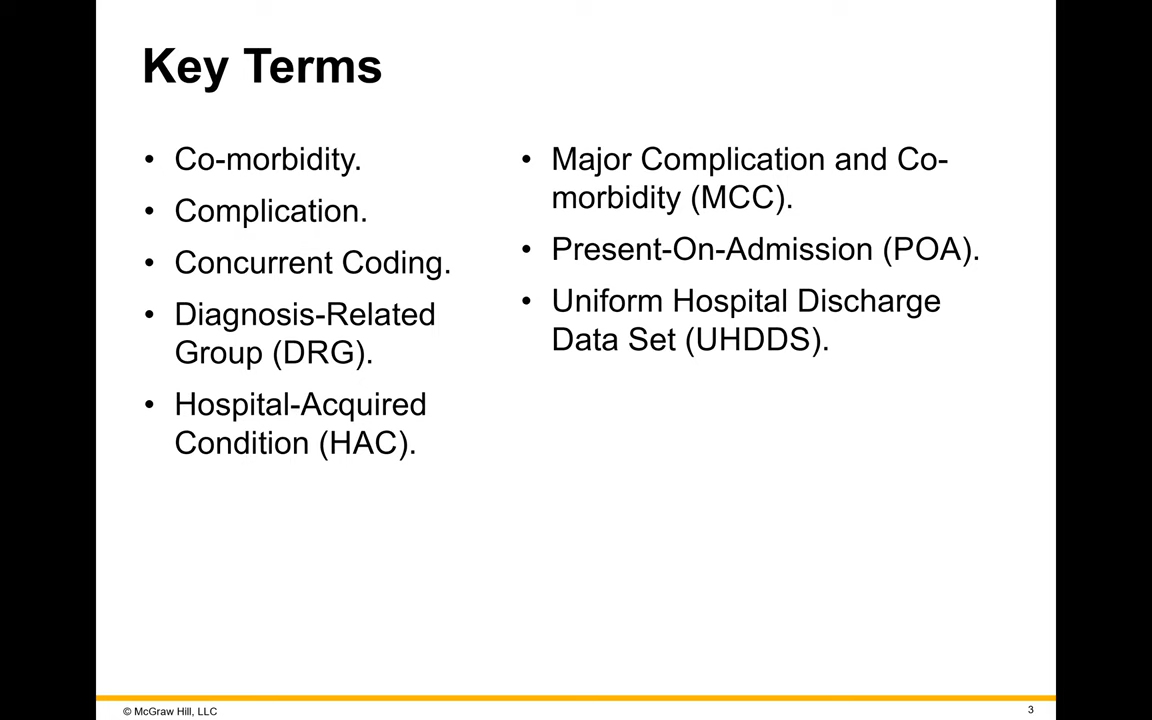 Key Terms
• Co-morbidity.
• Complication.
• Concurrent Coding.
• Diagnosis-Related
Group (DRG).
• Hospital-Acquired
Condition (HAC).
• Major Complication and Co-
morbidity (MCC).
• Present-On-Admission (POA).
• Uniform Hospital Discharge
Data Set (UHDDS).
© McGraw Hill, LLC
3